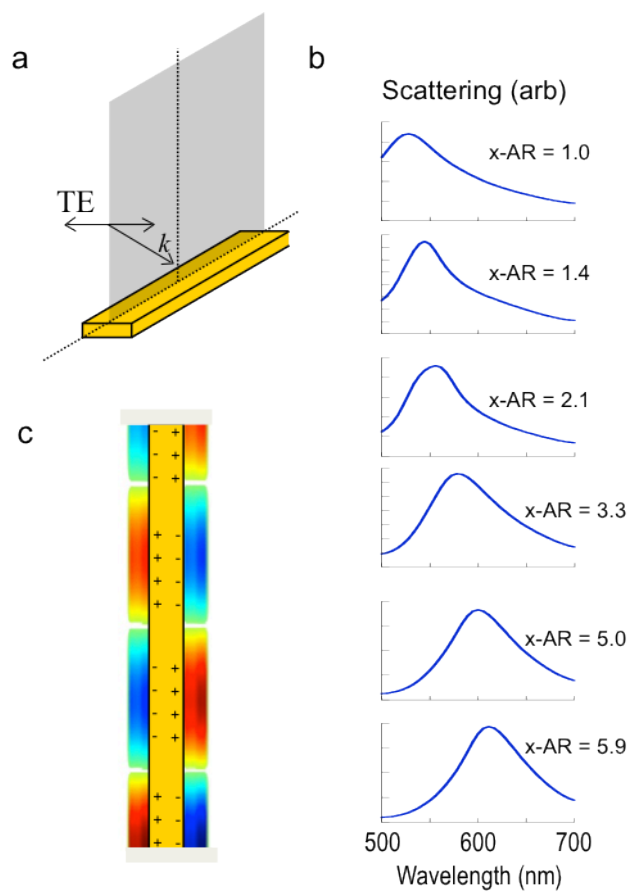 a
TE
k
b
Scattering (arb)
x-AR = 1.0
x-AR = 1.4
x-AR = 2.1
x-AR = 3.3
x-AR = 5.0
x-AR = 5.9
500 600 700
Wavelength (nm)
c
- +
- +
- +
+ -
+ -
+ -
+ -
- +
- +
- +
- +
+ -
+ -
+ -